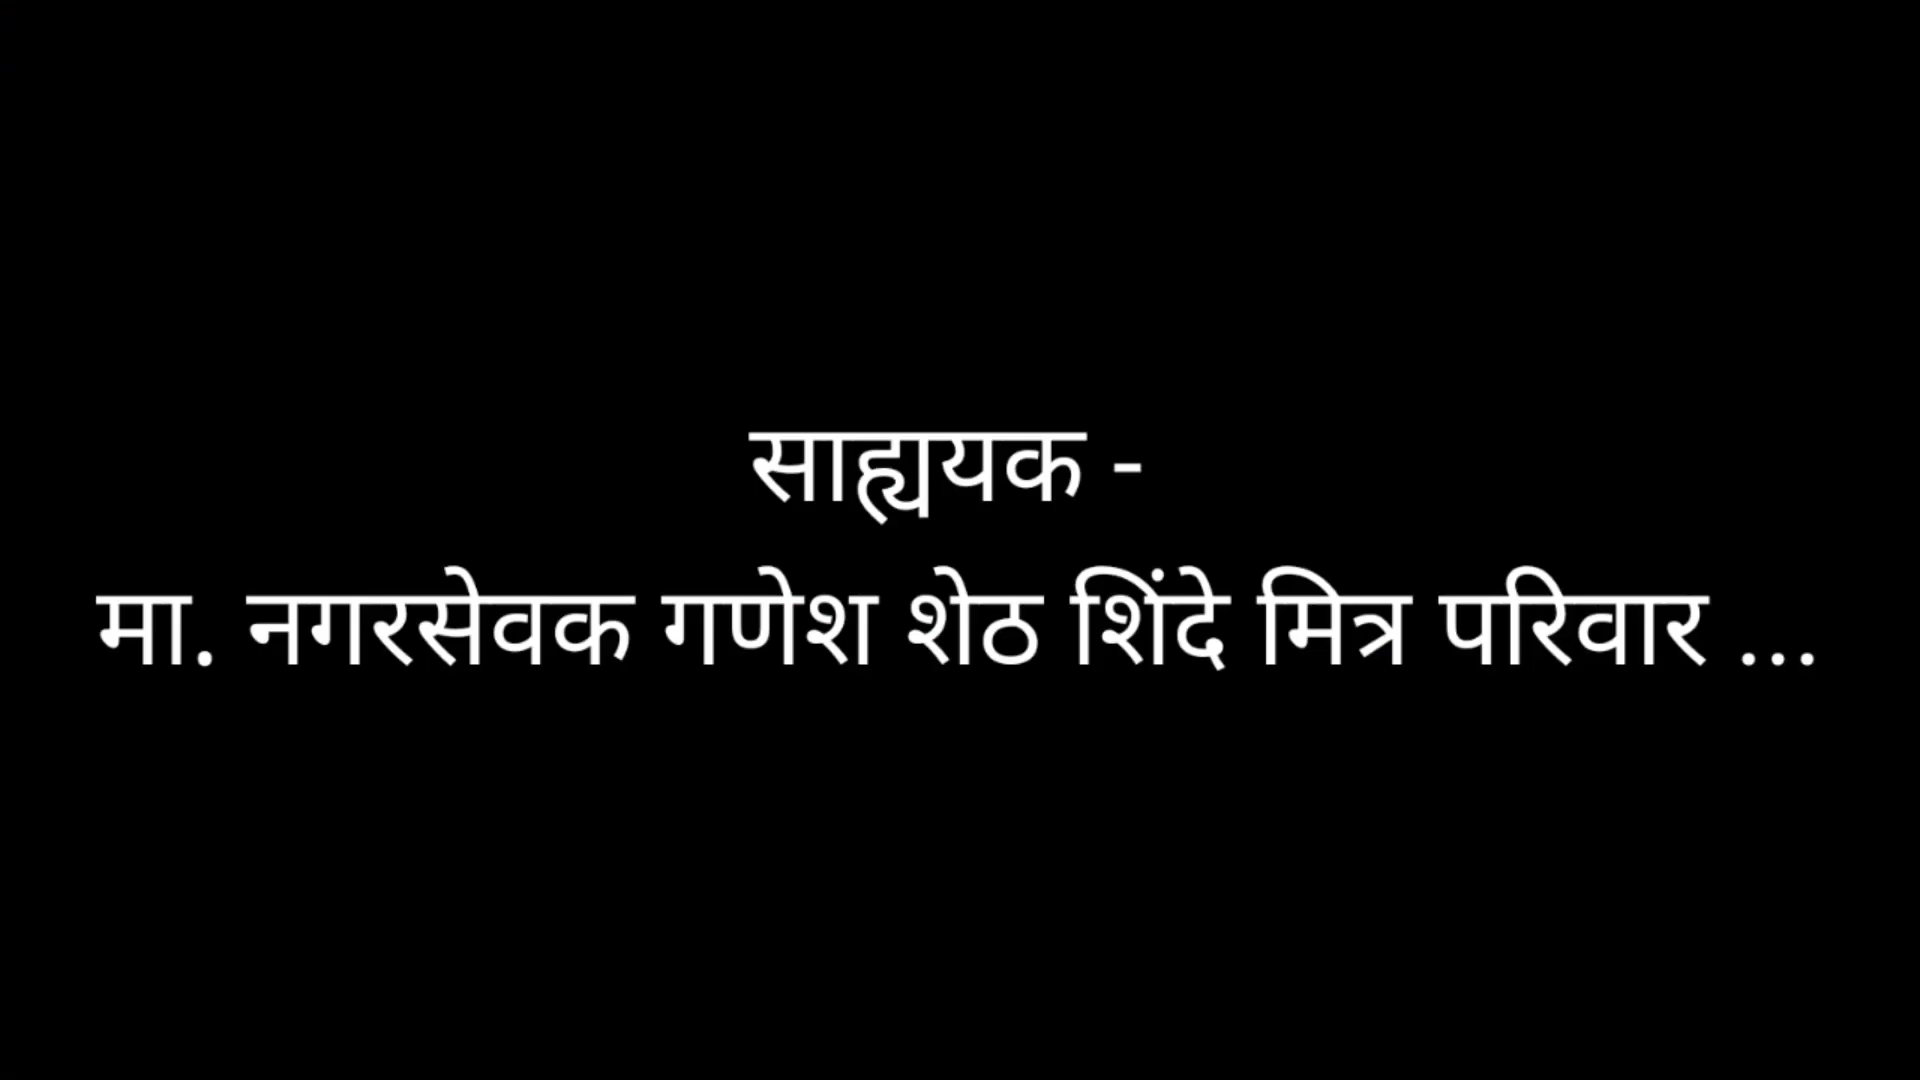 साह्ययक -
मा. नगरसेवक गणेश शेठ शिंदे मित्र परिवार ...